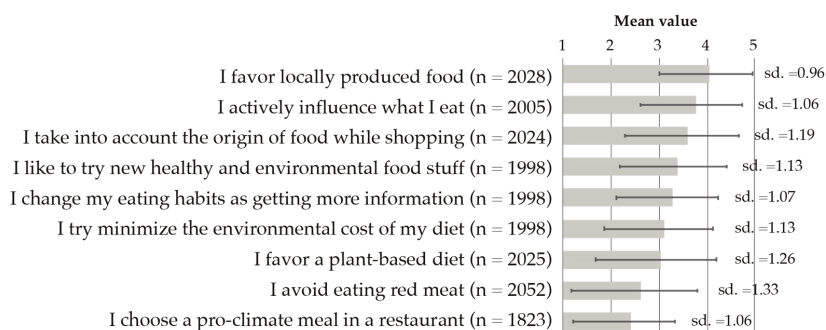 Mean value
1 2 3 4 5
I favor locally produced food (n = 2028) sd. =0.96
I actively influence what I eat (n = 2005) sd. =1.06
I take into account the origin of food while shopping (n = 2024) sd. =1.19
I like to try new healthy and environmental food stuff (n = 1998) sd. =1.13
I change my eating habits as getting more information (n = 1998) sd. =1.07
I try minimize the environmental cost of my diet (n = 1998) sd. =1.13
I favor a plant-based diet (n = 2025) sd. =1.26
I avoid eating red meat (n = 2052) sd. =1.33
I choose a pro-climate meal in a restaurant (n = 1823) sd. =1.06